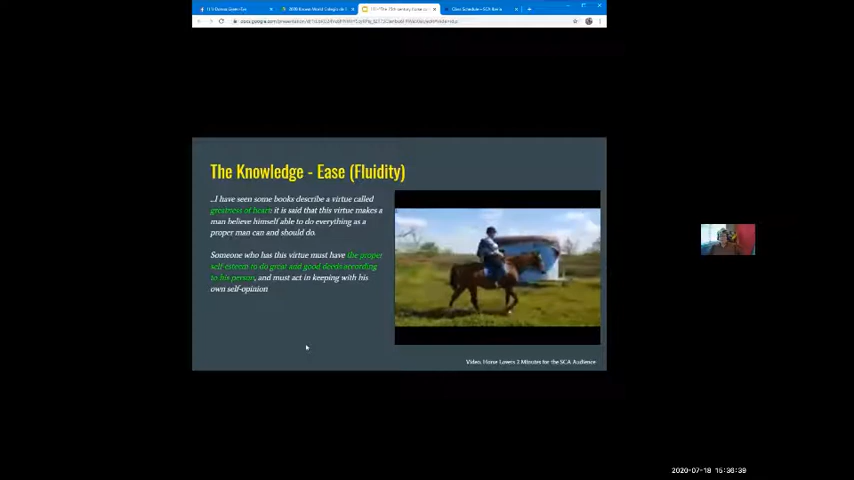 docs.google.com/presentation/
The Knowledge - Ease (Fluidity)
..I have seen some books describe a virtue called
greatness of heart it is said that this virtue makes a
man believe himself able to do everything as a
proper man can and should do.
Someone who has this virtue must have the proper
self-esteem to do great and good deeds according
to his person, and must act in keeping with his
own self-opinion
Video, Horse Lovers 2 Minutes for the SCA Audience
2020-07-18 15:36:39